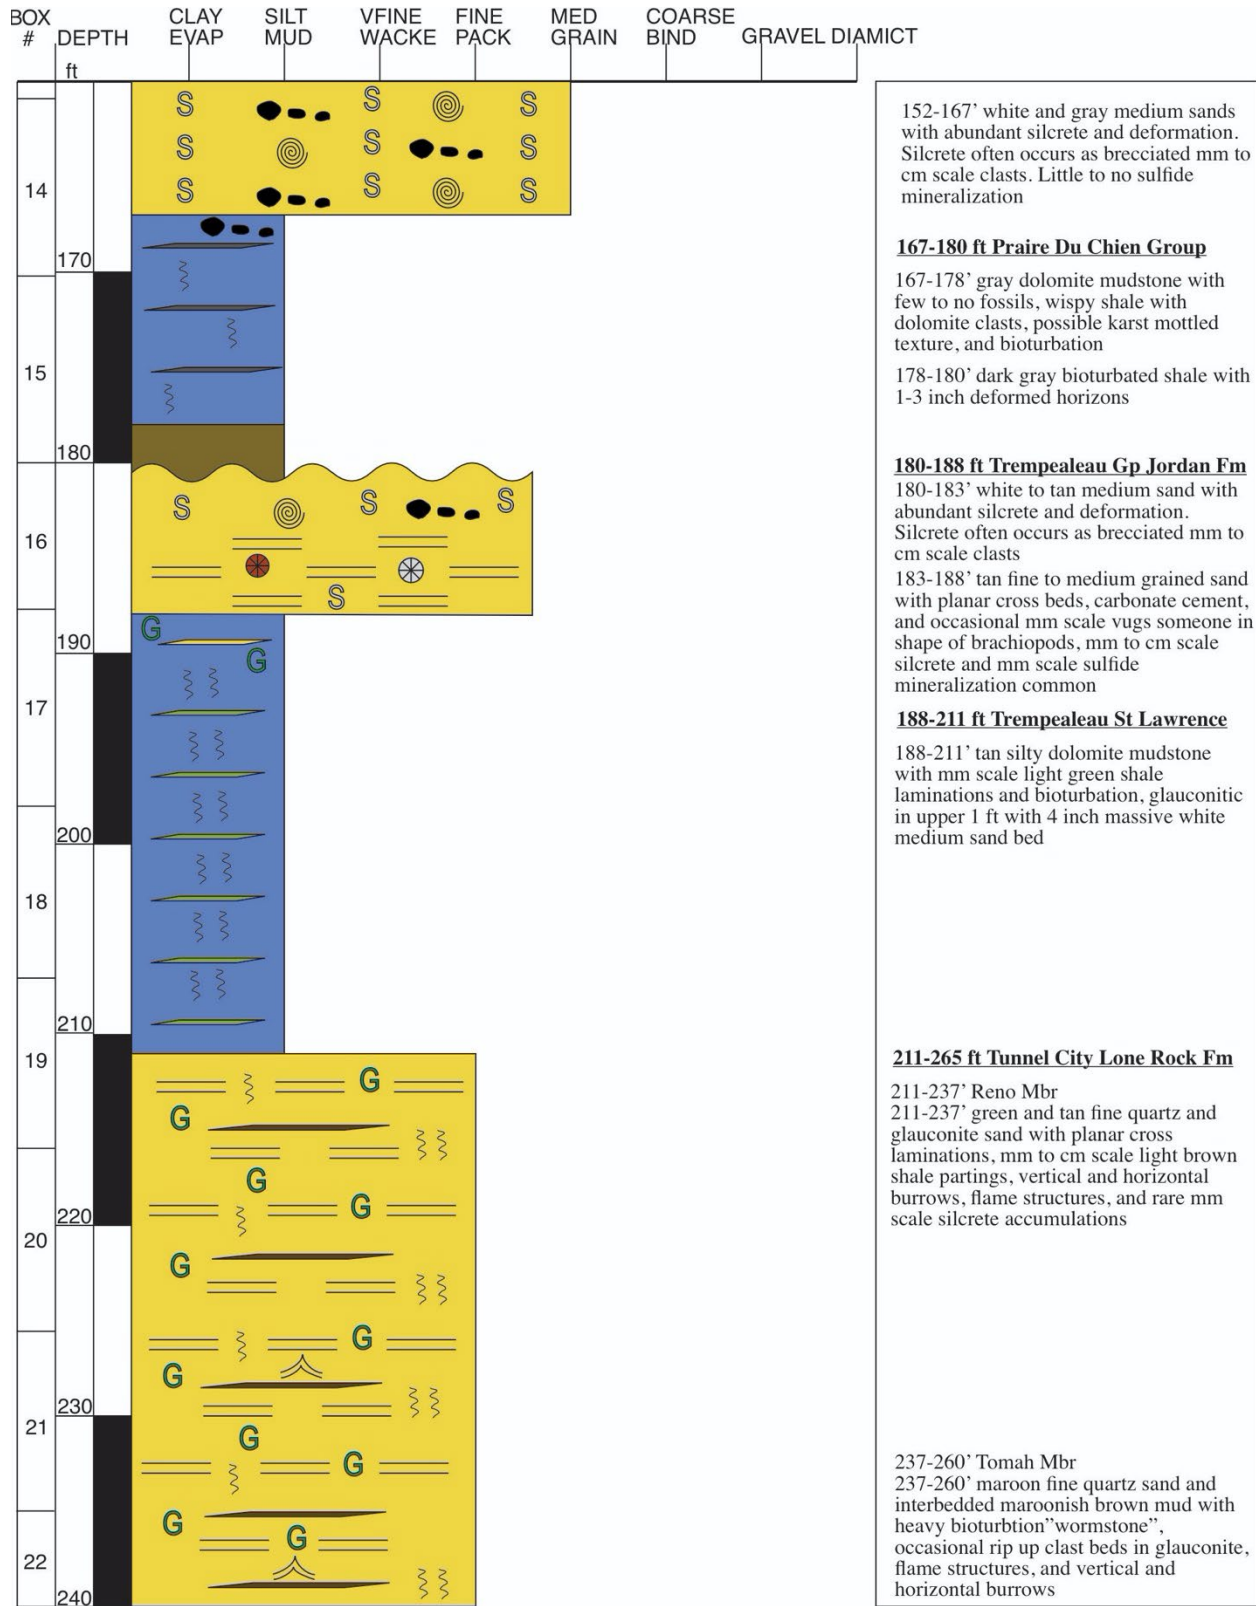 BOX #
DEPTH
CLAY EVAP
SILT MUD
VFINE WACKE
FINE PACK
MED GRAIN
COARSE BIND
GRAVEL DIAMICT
ft
14
15
16
17
18
19
20
21
22
170
180
190
200
210
220
230
240
S S S
S S S
S S S
S S S
S
G
G
G
G
G
G
G
G
G
G
G
G
G
152-167’ white and gray medium sands
with abundant silcrete and deformation.
Silcrete often occurs as brecciated mm to
cm scale clasts. Little to no sulfide
mineralization
167-180 ft Praire Du Chien Group
167-178’ gray dolomite mudstone with
few to no fossils, wispy shale with
dolomite clasts, possible karst mottled
texture, and bioturbation
178-180’ dark gray bioturbated shale with
1-3 inch deformed horizons
180-188 ft Trempealeau Gp Jordan Fm
180-183’ white to tan medium sand with
abundant silcrete and deformation.
Silcrete often occurs as brecciated mm to
cm scale clasts
183-188’ tan fine to medium grained sand
with planar cross beds, carbonate cement,
and occasional mm scale vugs someone in
shape of brachiopods, mm to cm scale
silcrete and mm scale sulfide
mineralization common
188-211 ft Trempealeau St Lawrence
188-211’ tan silty dolomite mudstone
with mm scale light green shale
laminations and bioturbation, glauconitic
in upper 1 ft with 4 inch massive white
medium sand bed
211-265 ft Tunnel City Lone Rock Fm
211-237’ Reno Mbr
211-237’ green and tan fine quartz and
glauconite sand with planar cross
laminations, mm to cm scale light brown
shale partings, vertical and horizontal
burrows, flame structures, and rare mm
scale silcrete accumulations
237-260’ Tomah Mbr
237-260’ maroon fine quartz sand and
interbedded maroonish brown mud with
heavy bioturbtion”wormstone”,
occasional rip up clast beds in glauconite,
flame structures, and vertical and
horizontal burrows